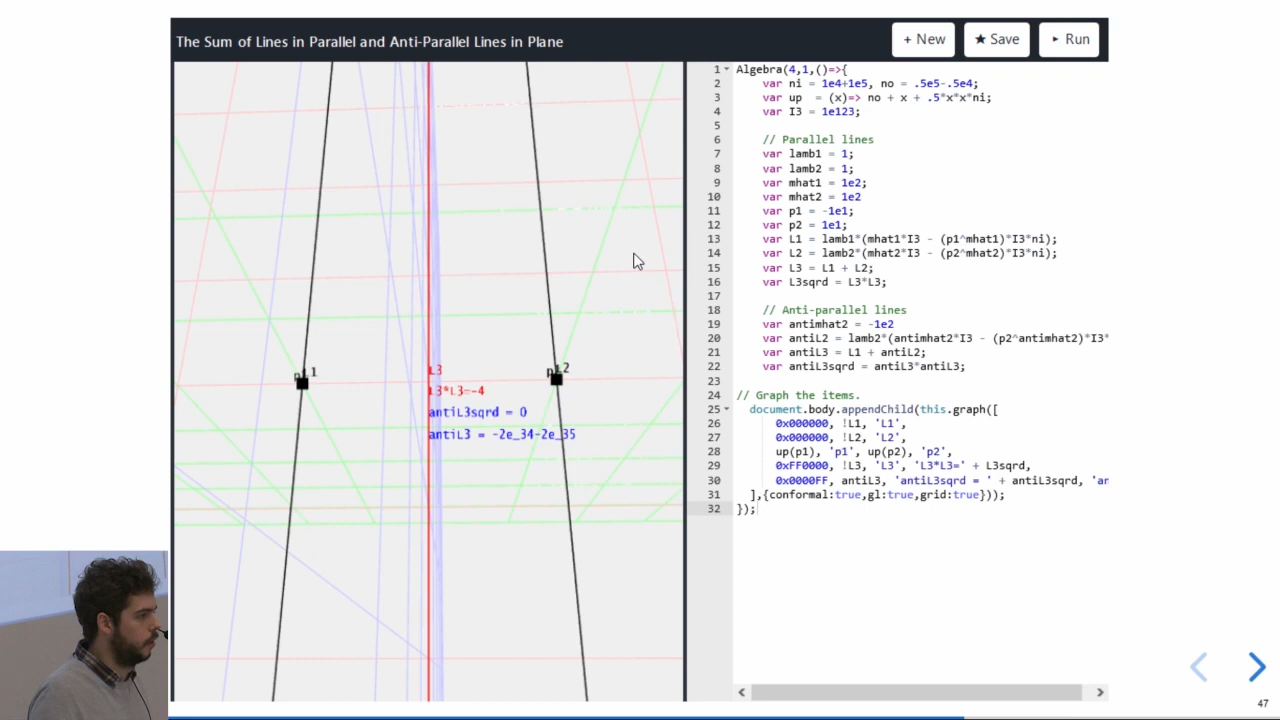 The Sum of Lines in Parallel and Anti-Parallel Lines in Plane
+ New
★ Save
▸ Run
L1
L2
L3
L3*L3=-4
antiL3sqrd = 0
antiL3 = -2e_34-2e_35
1 Algebra(4,1,()=>{
2 var ni = 1e4+1e5, no = .5e5-.5e4;
3 var up = (x)=> no + x + .5*x*x*ni;
4 var I3 = 1e123;
5
6 // Parallel lines
7 var lamb1 = 1;
8 var lamb2 = 1;
9 var mhat1 = 1e2;
10 var mhat2 = 1e2
11 var p1 = -1e1;
12 var p2 = 1e1;
13 var L1 = lamb1*(mhat1*I3 - (p1^mhat1)*I3*ni);
14 var L2 = lamb2*(mhat2*I3 - (p2^mhat2)*I3*ni);
15 var L3 = L1 + L2;
16 var L3sqrd = L3*L3;
17
18 // Anti-parallel lines
19 var antimhat2 = -1e2
20 var antiL2 = lamb2*(antimhat2*I3 - (p2^antimhat2)*I3*
21 var antiL3 = L1 + antiL2;
22 var antiL3sqrd = antiL3*antiL3;
23
24 // Graph the items.
25 document.body.appendChild(this.graph([
26 0x000000, !L1, 'L1',
27 0x000000, !L2, 'L2',
28 up(p1), 'p1', up(p2), 'p2',
29 0xFF0000, !L3, 'L3', 'L3*L3=' + L3sqrd,
30 0x0000FF, antiL3, 'antiL3sqrd = ' + antiL3sqrd, 'an
31 ],{conformal:true,gl:true,grid:true}));
32 });
47